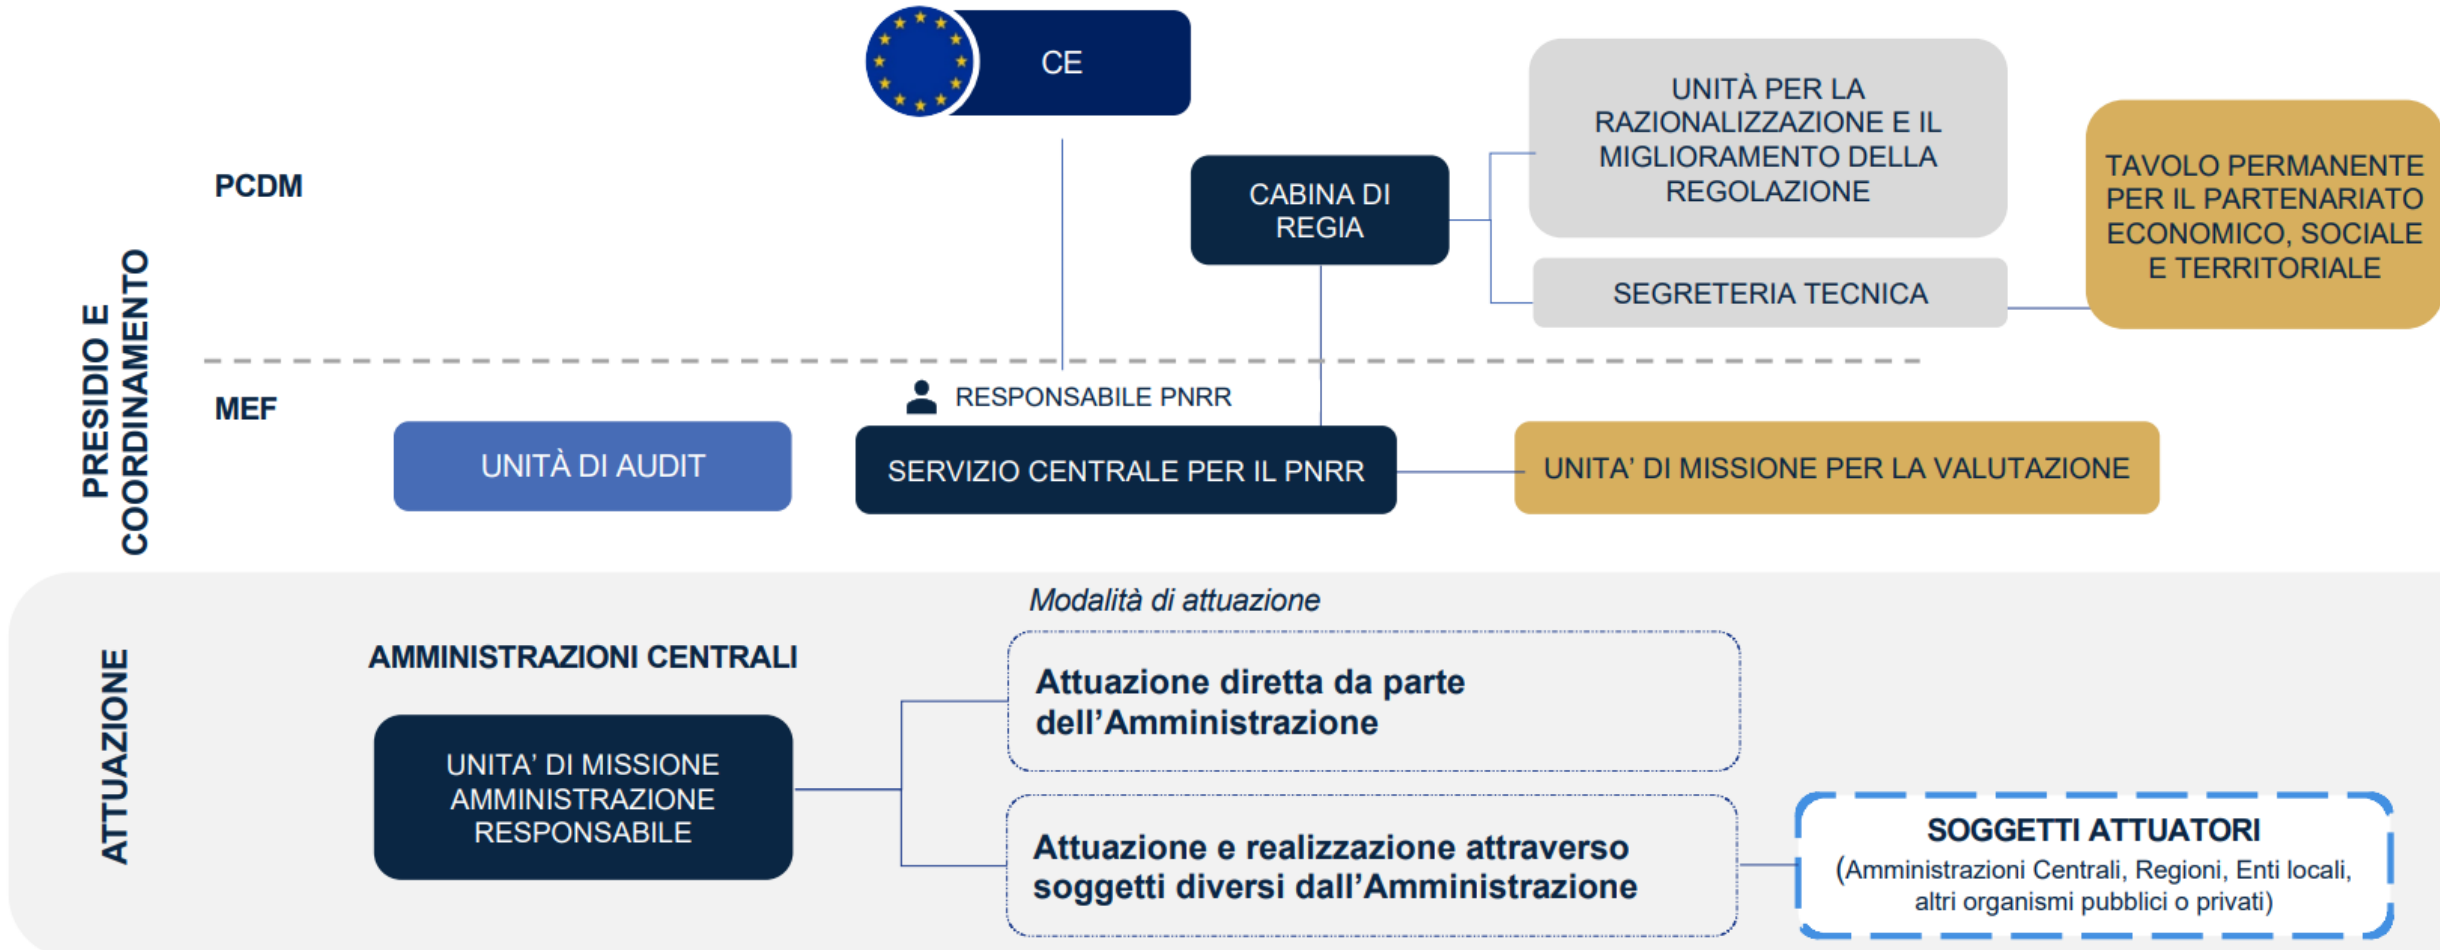 CE
PCDM
CABINA DI
REGIA
UNITÀ PER LA
RAZIONALIZZAZIONE E IL
MIGLIORAMENTO DELLA
REGOLAZIONE
SEGRETERIA TECNICA
TAVOLO PERMANENTE
PER IL PARTENARIATO
ECONOMICO, SOCIALE
E TERRITORIALE
PRESIDIO E
COORDINAMENTO
MEF
RESPONSABILE PNRR
UNITÀ DI AUDIT
SERVIZIO CENTRALE PER IL PNRR
UNITA’ DI MISSIONE PER LA VALUTAZIONE
ATTUAZIONE
AMMINISTRAZIONI CENTRALI
UNITA’ DI MISSIONE
AMMINISTRAZIONE
RESPONSABILE
Modalità di attuazione
Attuazione diretta da parte
dell’Amministrazione
Attuazione e realizzazione attraverso
soggetti diversi dall’Amministrazione
SOGGETTI ATTUATORI
(Amministrazioni Centrali, Regioni, Enti locali,
altri organismi pubblici o privati)